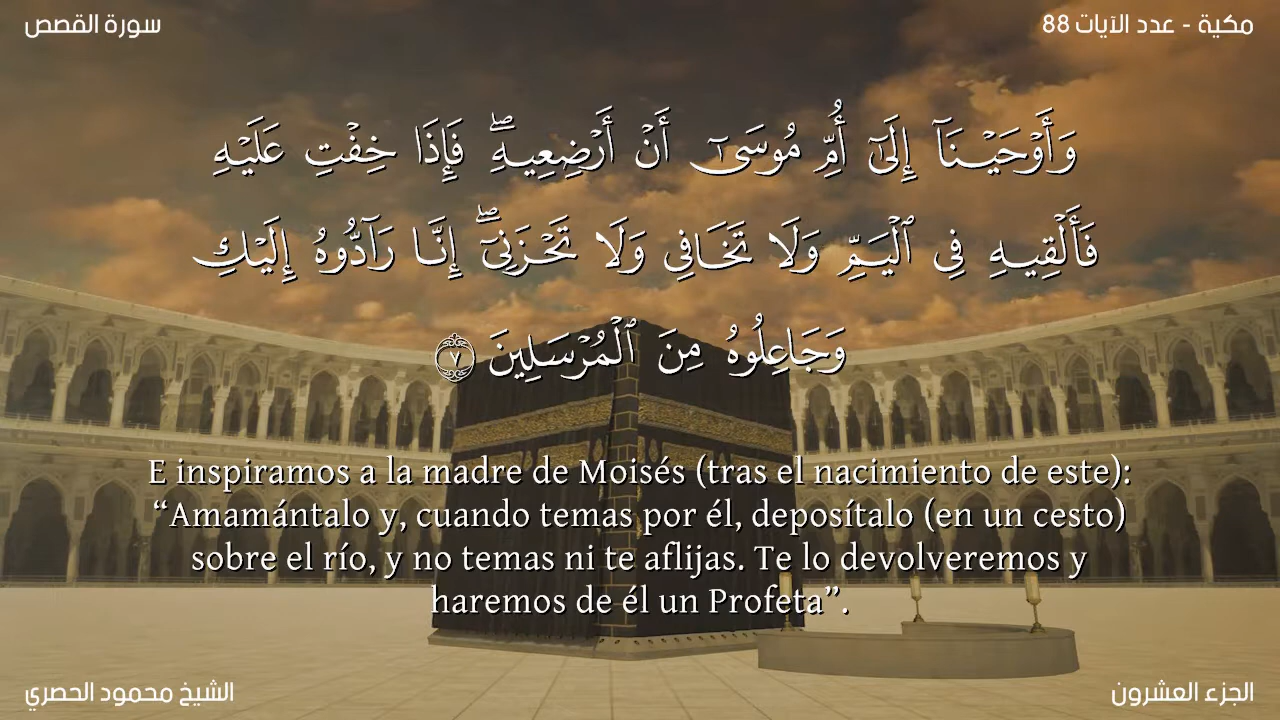 سورة القصص
مكية - عدد الآيات 88
وَأَوْحَيْنَآ إِلَىٰٓ أُمِّ مُوسَىٰٓ أَنْ أَرْضِعِيهِ ۖ فَإِذَا خِفْتِ عَلَيْهِ
فَأَلْقِيهِ فِى ٱلْيَمِّ وَلَا تَخَافِى وَلَا تَحْزَنِىٓ ۖ إِنَّا رَآدُّوهُ إِلَيْكِ
وَجَاعِلُوهُ مِنَ ٱلْمُرْسَلِينَ ٧
E inspiramos a la madre de Moisés (tras el nacimiento de este):
“Amamántalo y, cuando temas por él, deposítalo (en un cesto)
sobre el río, y no temas ni te aflijas. Te lo devolveremos y
haremos de él un Profeta”.
الشيخ محمود الحصري
الجزء العشرون